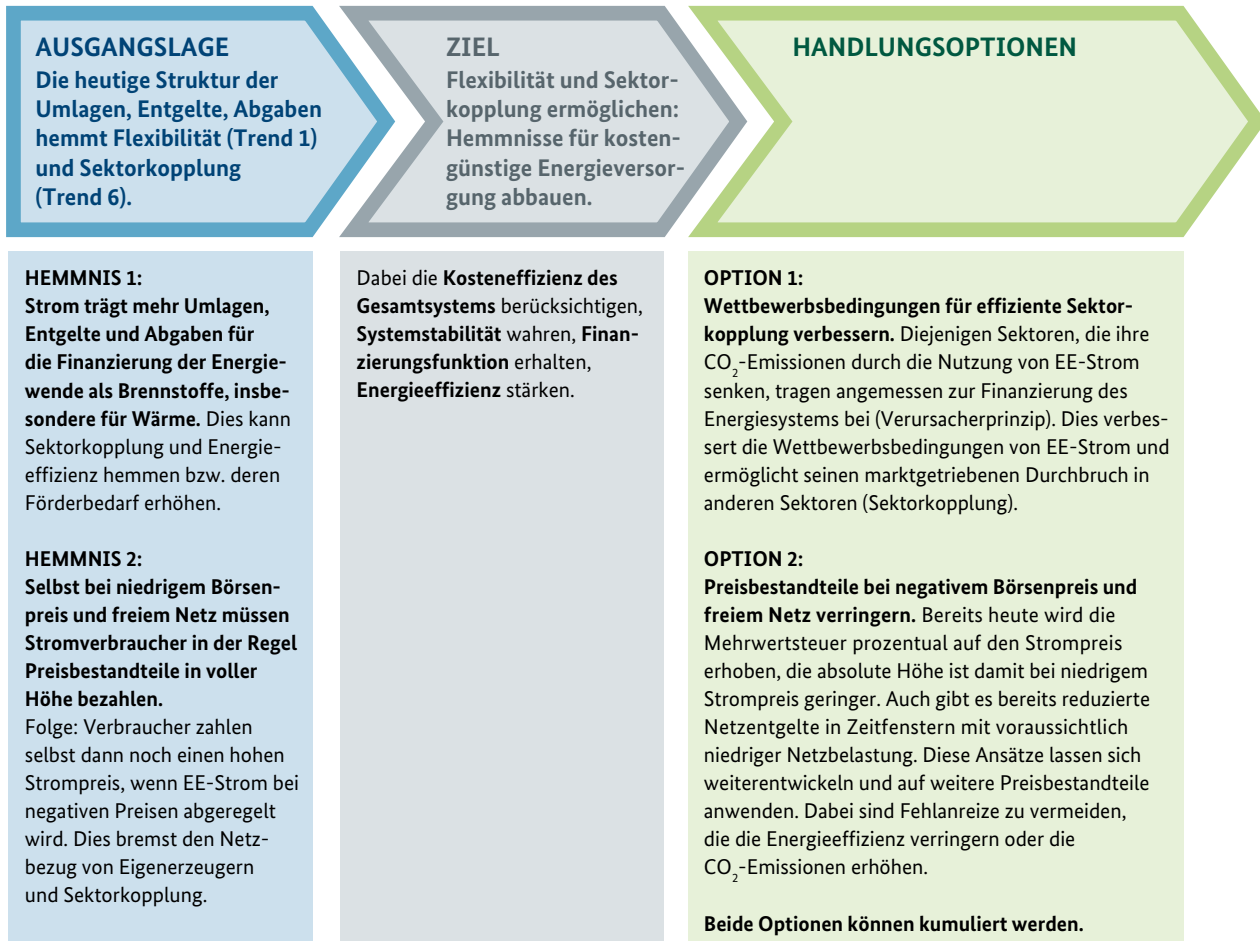 AUSGANGSLAGE
Die heutige Struktur der
Umlagen, Entgelte, Abgaben
hemmt Flexibilität (Trend 1)
und Sektorkopplung
(Trend 6).
ZIEL
Flexibilität und Sektor-
kopplung ermöglichen:
Hemmnisse für kosten-
günstige Energieversor-
gung abbauen.
HANDLUNGSOPTIONEN
HEMMNIS 1:
Strom trägt mehr Umlagen,
Entgelte und Abgaben für
die Finanzierung der Energie-
wende als Brennstoffe, insbe-
sondere für Wärme. Dies kann
Sektorkopplung und Energie-
effizienz hemmen bzw. deren
Förderbedarf erhöhen.
HEMMNIS 2:
Selbst bei niedrigem Börsen-
preis und freiem Netz müssen
Stromverbraucher in der Regel
Preisbestandteile in voller
Höhe bezahlen.
Folge: Verbraucher zahlen
selbst dann noch einen hohen
Strompreis, wenn EE-Strom bei
negativen Preisen abgeregelt
wird. Dies bremst den Netz-
bezug von Eigenerzeugern
und Sektorkopplung.
Dabei die Kosteneffizienz des
Gesamtsystems berücksichtigen,
Systemstabilität wahren, Finan-
zierungsfunktion erhalten,
Energieeffizienz stärken.
OPTION 1:
Wettbewerbsbedingungen für effiziente Sektor-
kopplung verbessern. Diejenigen Sektoren, die ihre
CO₂-Emissionen durch die Nutzung von EE-Strom
senken, tragen angemessen zur Finanzierung des
Energiesystems bei (Verursacherprinzip). Dies verbes-
sert die Wettbewerbsbedingungen von EE-Strom und
ermöglicht seinen marktgetriebenen Durchbruch in
anderen Sektoren (Sektorkopplung).
OPTION 2:
Preisbestandteile bei negativem Börsenpreis und
freiem Netz verringern. Bereits heute wird die
Mehrwertsteuer prozentual auf den Strompreis
erhoben, die absolute Höhe ist damit bei niedrigem
Strompreis geringer. Auch gibt es bereits reduzierte
Netzentgelte in Zeitfenstern mit voraussichtlich
niedriger Netzbelastung. Diese Ansätze lassen sich
weiterentwickeln und auf weitere Preisbestandteile
anwenden. Dabei sind Fehlanreize zu vermeiden,
die die Energieeffizienz verringern oder die
CO₂-Emissionen erhöhen.
Beide Optionen können kumuliert werden.